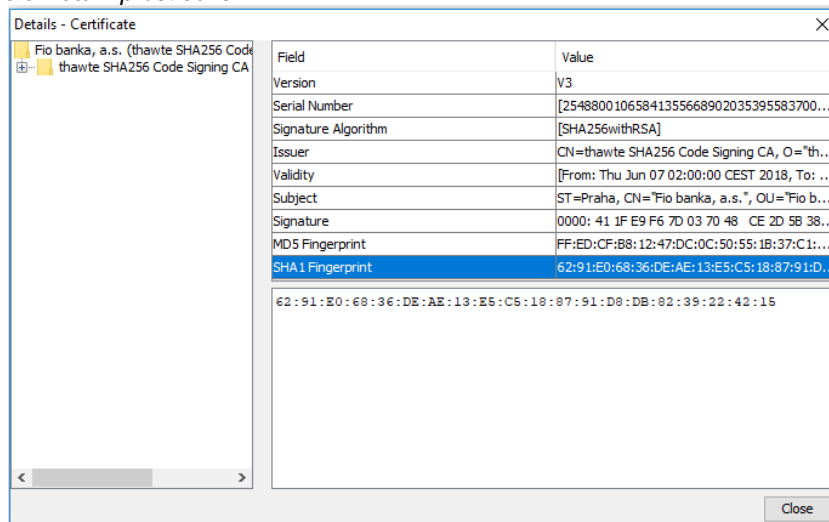 Details - Certificate
Fio banka, a.s. (thawte SHA256 Code
thawte SHA256 Code Signing CA
Field Value
Version V3
Serial Number [25488001065841355668902035395583700...
Signature Algorithm [SHA256withRSA]
Issuer CN=thawte SHA256 Code Signing CA, O="th..
Validity [From: Thu Jun 07 02:00:00 CEST 2018, To: ..
Subject ST=Praha, CN="Fio banka, a.s.", OU="Fio b...
Signature 0000: 41 1F E9 F6 7D 03 70 48 CE 2D 5B 38..
MD5 Fingerprint FF:ED:CF:B8:12:47:DC:0C:50:55:1B:37:C1:...
SHA1 Fingerprint 62:91:E0:68:36:DE:AE:13:E5:C5:18:87:91:D..
62:91:E0:68:36:DE:AE:13:E5:C5:18:87:91:D8:DB:82:39:22:42:15
Close